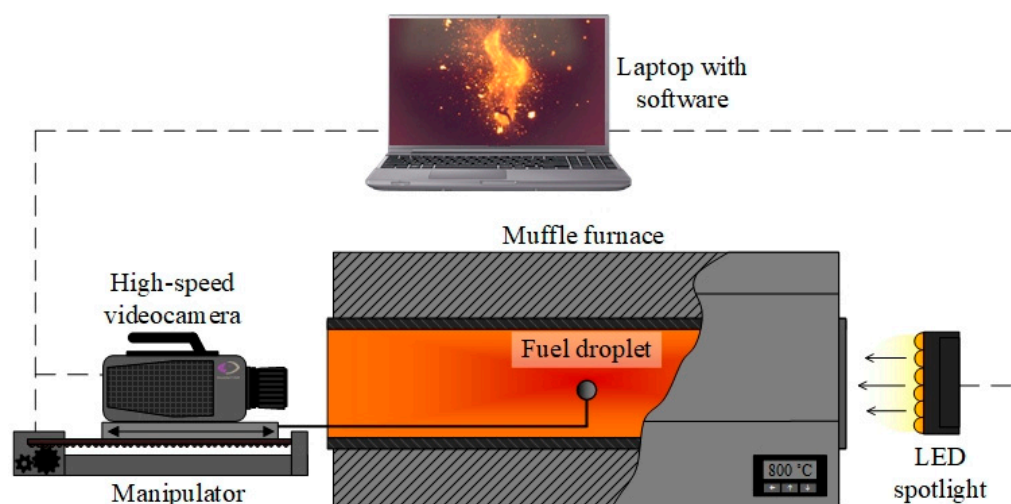 Laptop with
software
Muffle furnace
High-speed
videocamera
Fuel droplet
800 °C
Manipulator
LED
spotlight